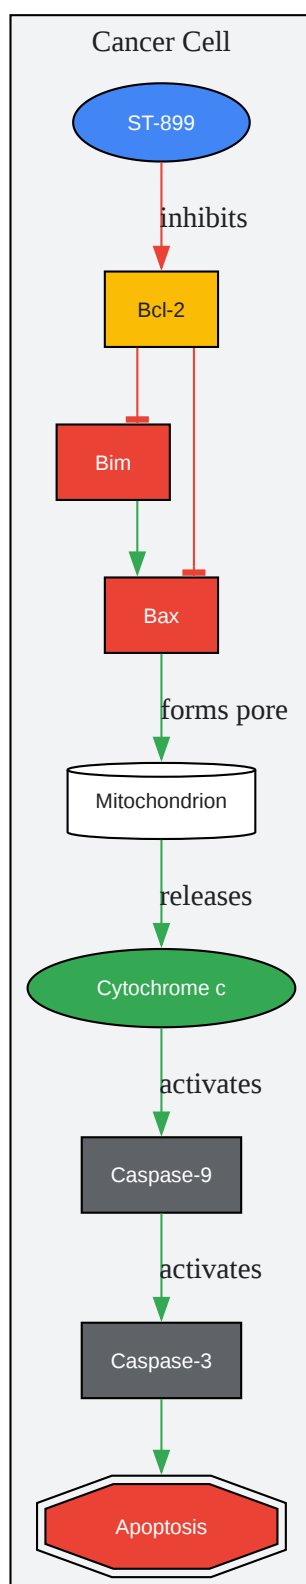 Cancer Cell
ST-899
inhibits
Bcl-2
Bim
Bax
forms pore
Mitochondrion
releases
Cytochrome c
activates
Caspase-9
activates
Caspase-3
Apoptosis